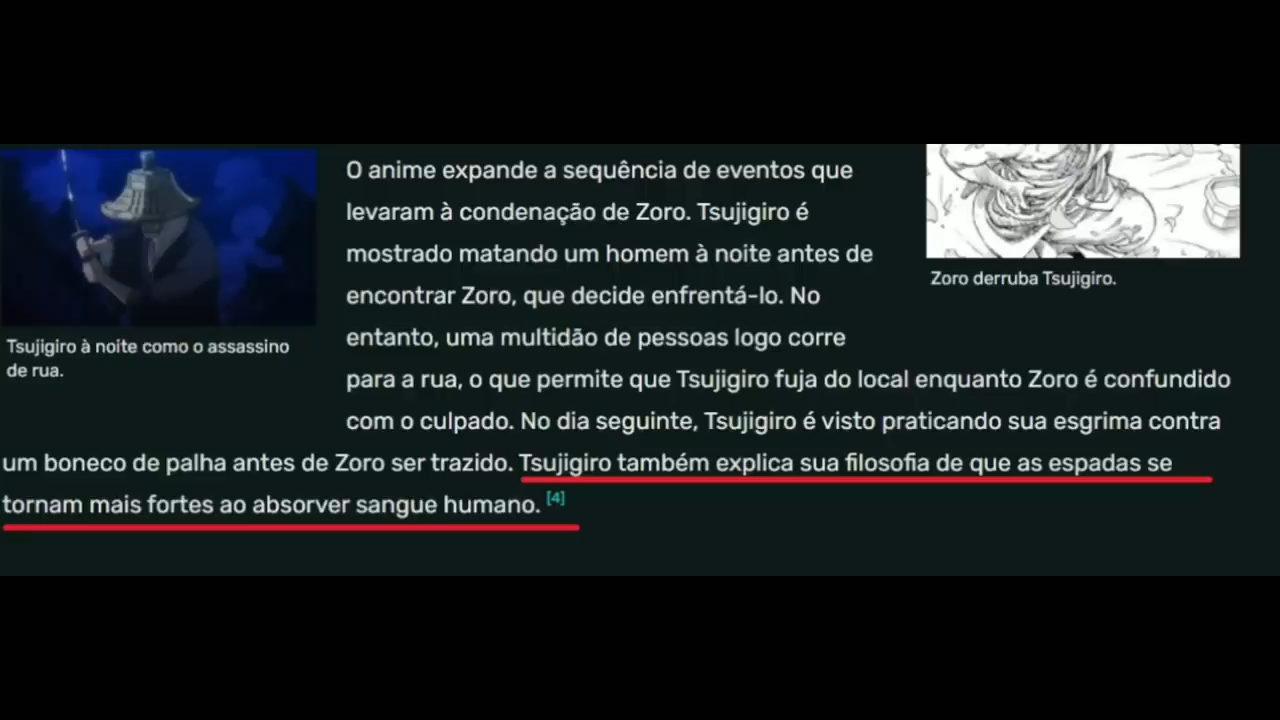 O anime expande a sequência de eventos que
levaram à condenação de Zoro. Tsujigiro é
mostrado matando um homem à noite antes de
encontrar Zoro, que decide enfrentá-lo. No
entanto, uma multidão de pessoas logo corre
para a rua, o que permite que Tsujigiro fuja do local enquanto Zoro é confundido
com o culpado. No dia seguinte, Tsujigiro é visto praticando sua esgrima contra
um boneco de palha antes de Zoro ser trazido. Tsujigiro também explica sua filosofia de que as espadas se
tornam mais fortes ao absorver sangue humano. [4]
Tsujigiro à noite como o assassino
de rua.
Zoro derruba Tsujigiro.